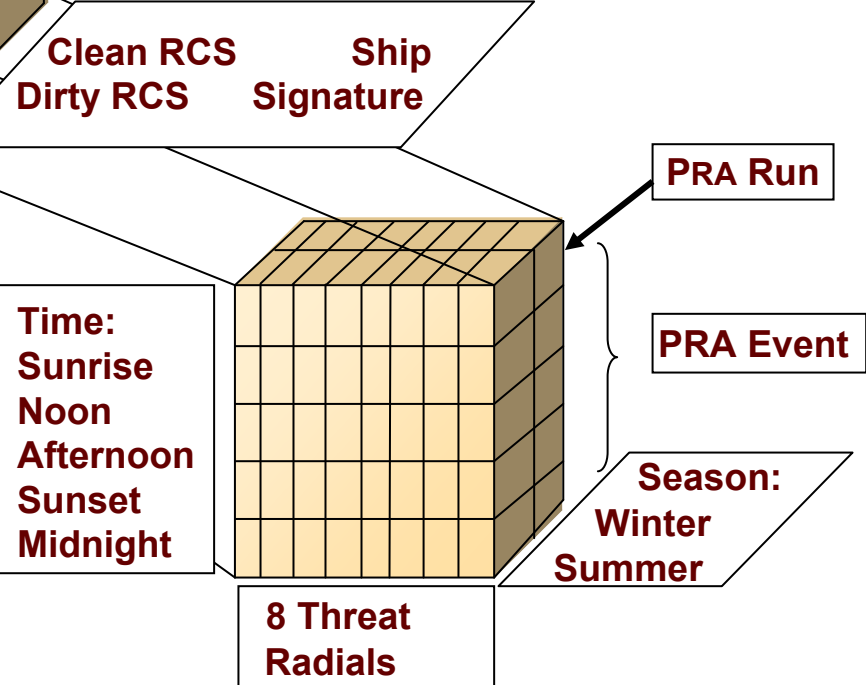 Clean RCS Ship
Dirty RCS Signature
PRA Run
PRA Event
Time:
Sunrise
Noon
Afternoon
Sunset
Midnight
Season:
Winter
Summer
8 Threat
Radials